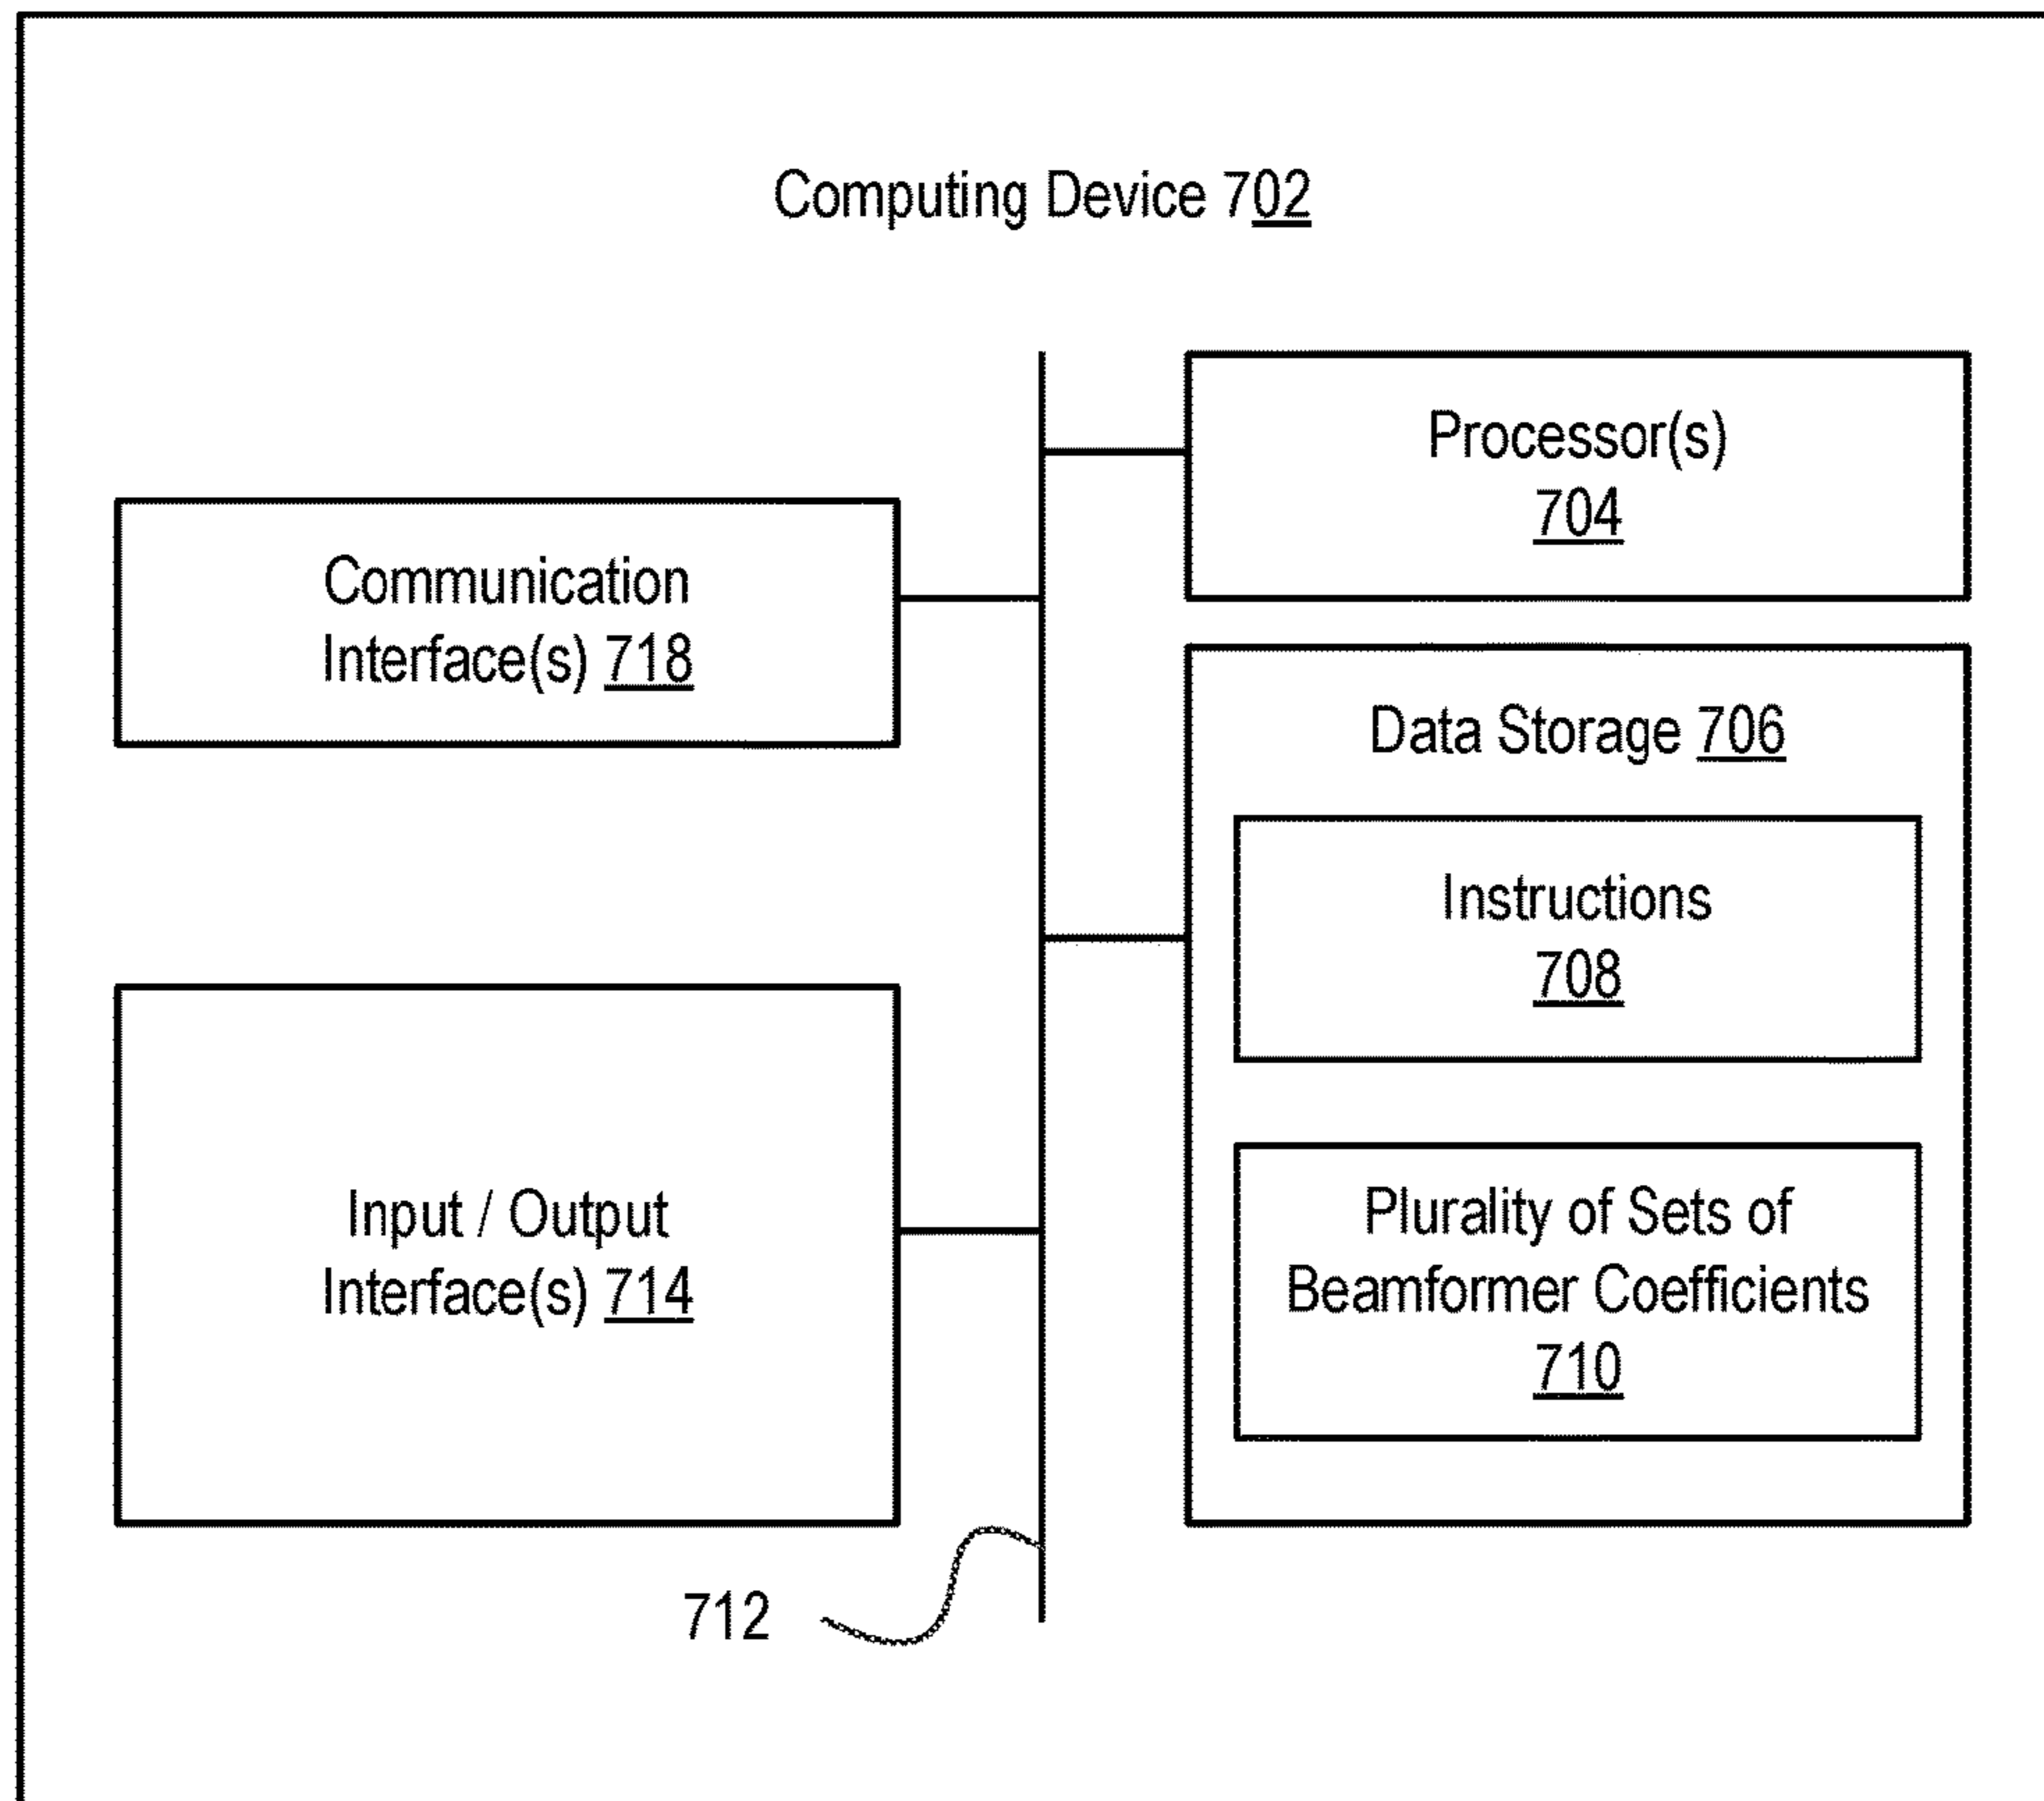 Computing Device 702
Processor(s)
704
Communication
Interface(s) 718
Data Storage 706
Instructions
708
Input / Output
Interface(s) 714
Plurality of Sets of
Beamformer Coefficients
710
712